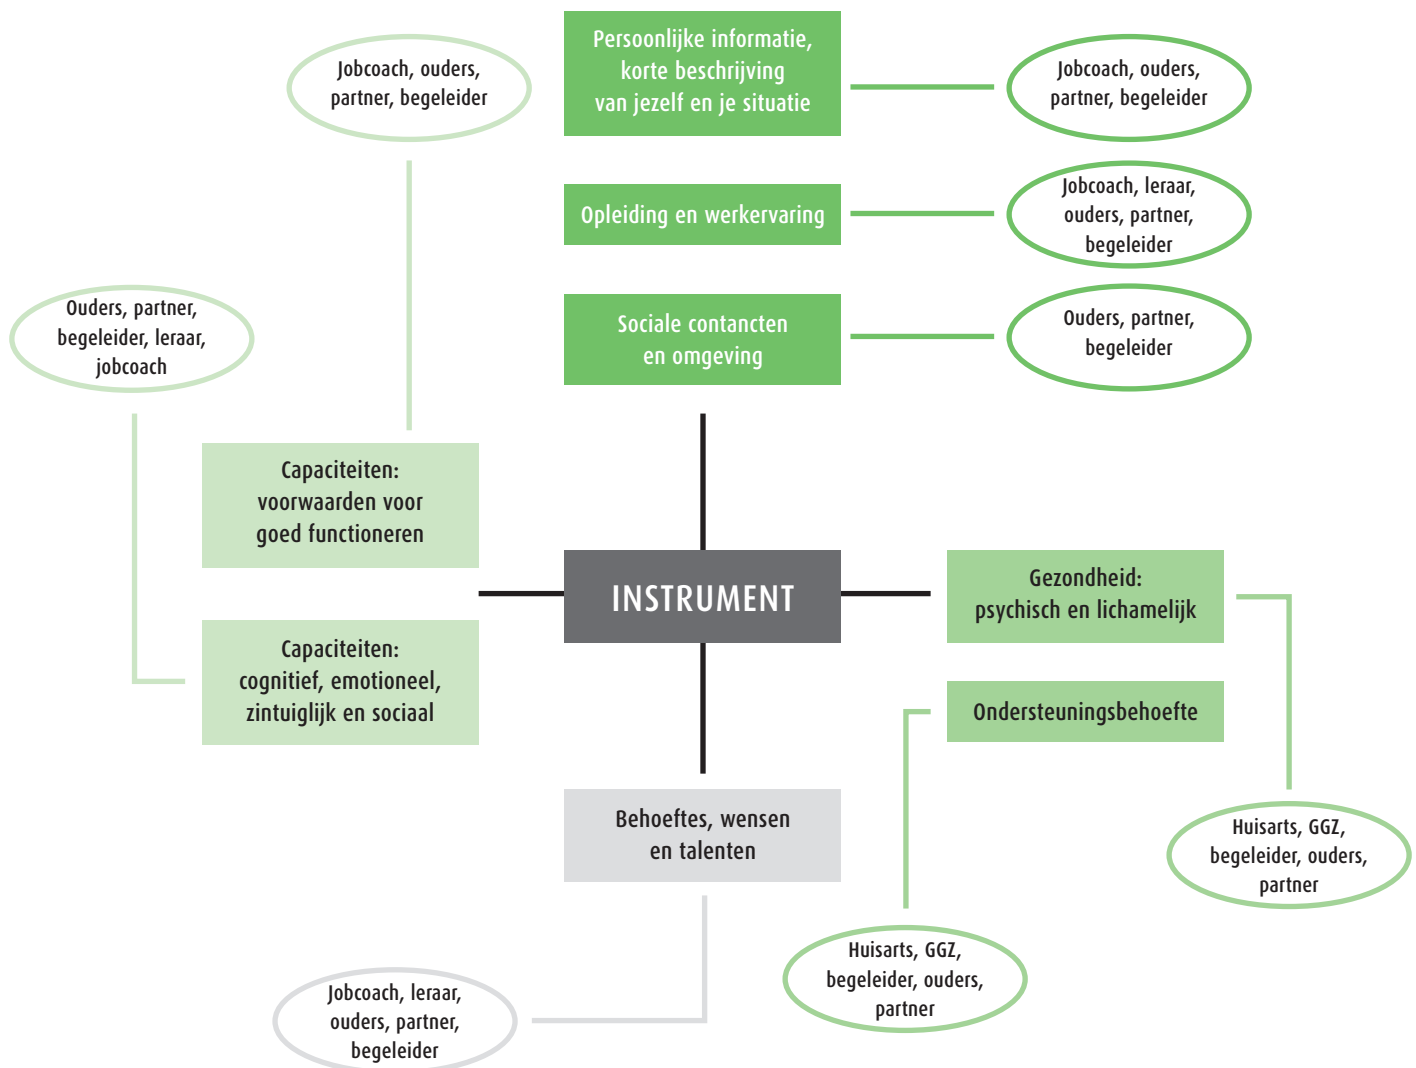 Persoonlijke informatie,
korte beschrijving
van jezelf en je situatie
Jobcoach, ouders,
partner, begeleider
Jobcoach, ouders,
partner, begeleider
Opleiding en werkervaring
Jobcoach, leraar,
ouders, partner,
begeleider
Sociale contancten
en omgeving
Ouders, partner,
begeleider
Ouders, partner,
begeleider, leraar,
jobcoach
Capaciteiten:
voorwaarden voor
goed functioneren
INSTRUMENT
Gezondheid:
psychisch en lichamelijk
Capaciteiten:
cognitief, emotioneel,
zintuiglijk en sociaal
Ondersteuningsbehoefte
Behoeftes, wensen
en talenten
Huisarts, GGZ,
begeleider, ouders,
partner
Huisarts, GGZ,
begeleider, ouders,
partner
Jobcoach, leraar,
ouders, partner,
begeleider